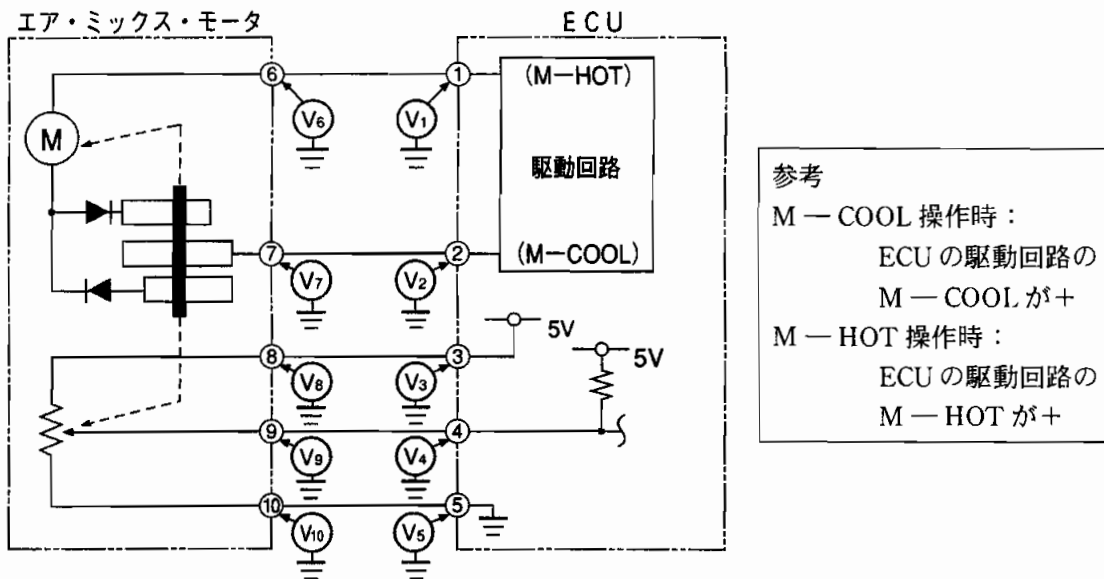 エア・ミックス・モータ
ECU
⑥
①
(M－HOT)
V6
V1
M
駆動回路
⑦
②
(M－COOL)
V7
V2
5V
⑧
③
5V
V8
V3
⑨
④
V9
V4
⑩
⑤
V10
V5
参考
M－COOL 操作時：
ECU の駆動回路の
M－COOL が＋
M－HOT 操作時：
ECU の駆動回路の
M－HOT が＋